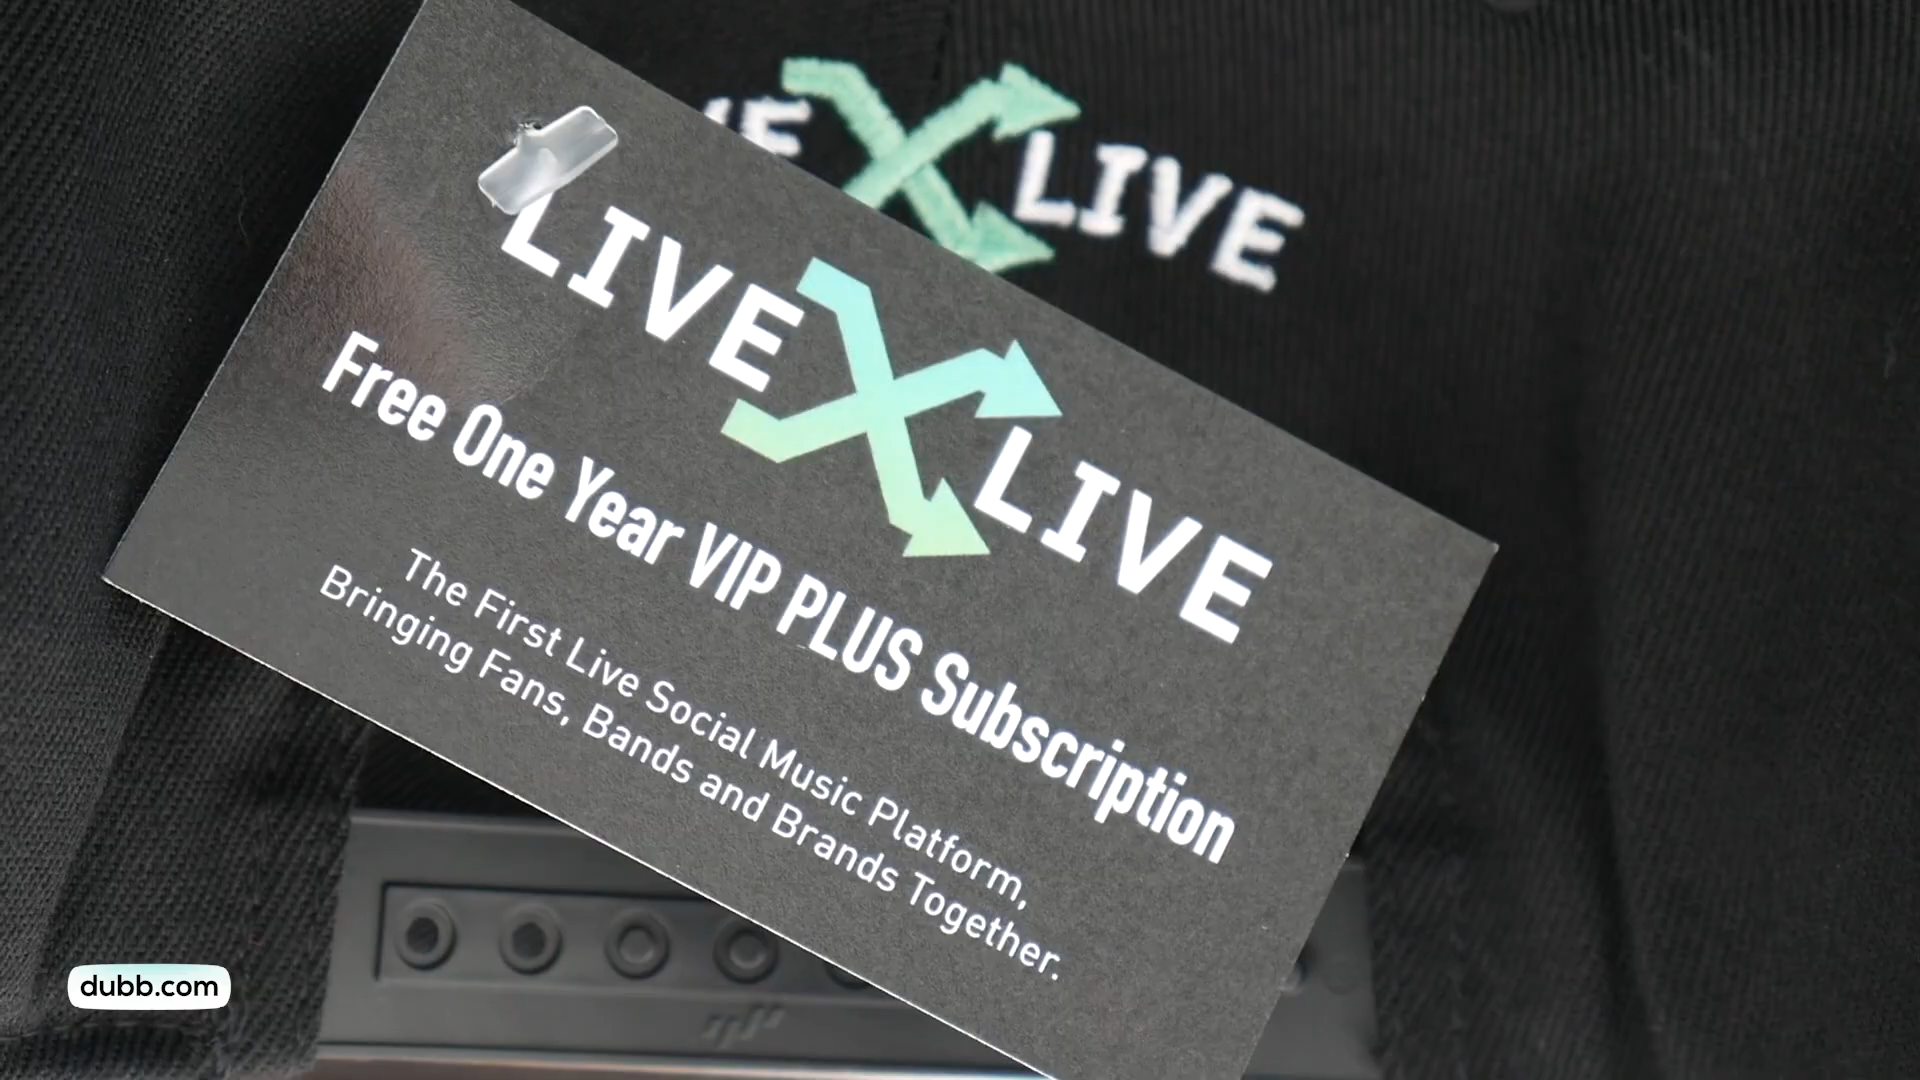 LIVE X LIVE
LIVE X LIVE
Free One Year VIP PLUS Subscription
The First Live Social Music Platform,
Bringing Fans, Bands and Brands Together.
dubb.com